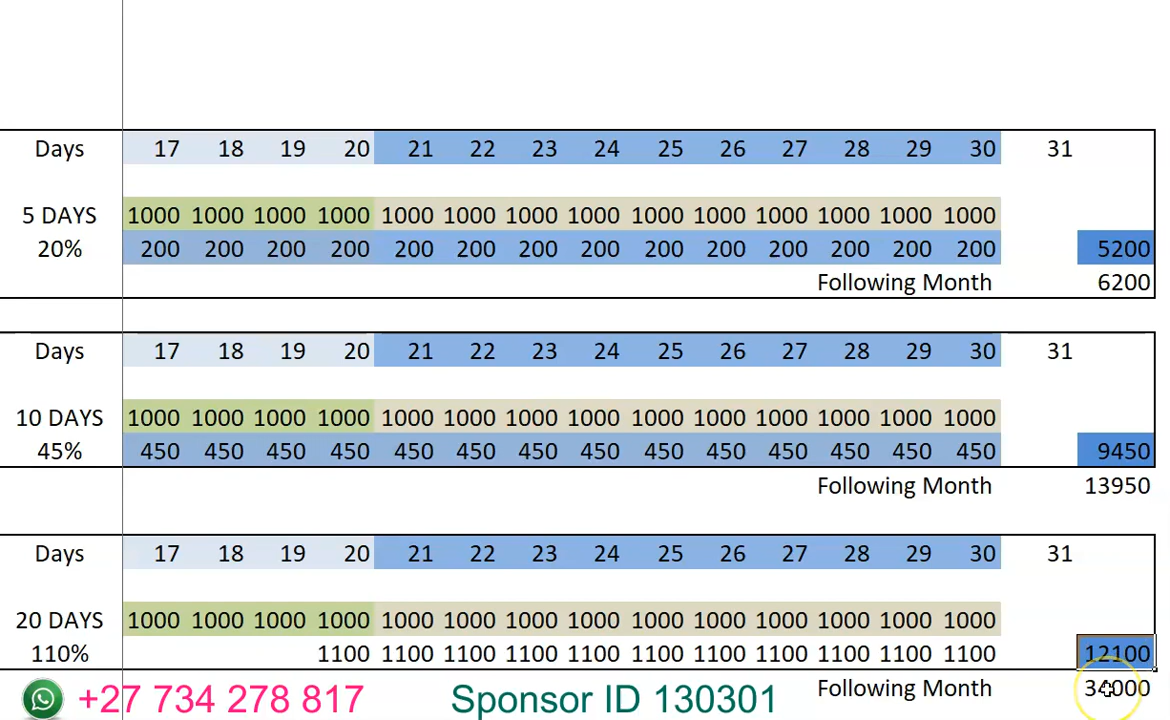 Days 17 18 19 20 21 22 23 24 25 26 27 28 29 30 31
5 DAYS 1000 1000 1000 1000 1000 1000 1000 1000 1000 1000 1000 1000 1000 1000
20% 200 200 200 200 200 200 200 200 200 200 200 200 200 200 5200
Following Month 6200
Days 17 18 19 20 21 22 23 24 25 26 27 28 29 30 31
10 DAYS 1000 1000 1000 1000 1000 1000 1000 1000 1000 1000 1000 1000 1000 1000
45% 450 450 450 450 450 450 450 450 450 450 450 450 450 450 9450
Following Month 13950
Days 17 18 19 20 21 22 23 24 25 26 27 28 29 30 31
20 DAYS 1000 1000 1000 1000 1000 1000 1000 1000 1000 1000 1000 1000 1000 1000
110% 1100 1100 1100 1100 1100 1100 1100 1100 1100 1100 1100 12100
+27 734 278 817 Sponsor ID 130301 Following Month